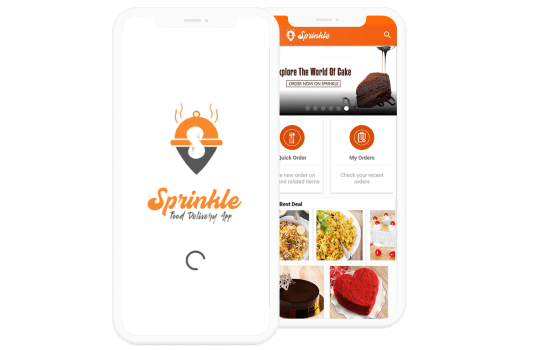 Sprinkle
Food Delivery App
Sprinkle
xplore The World Of Cake
ORDER NOW ON SPRINKLE
uick Order
e new order on
d related items
My Orders
Check your recent
orders
Best Deal